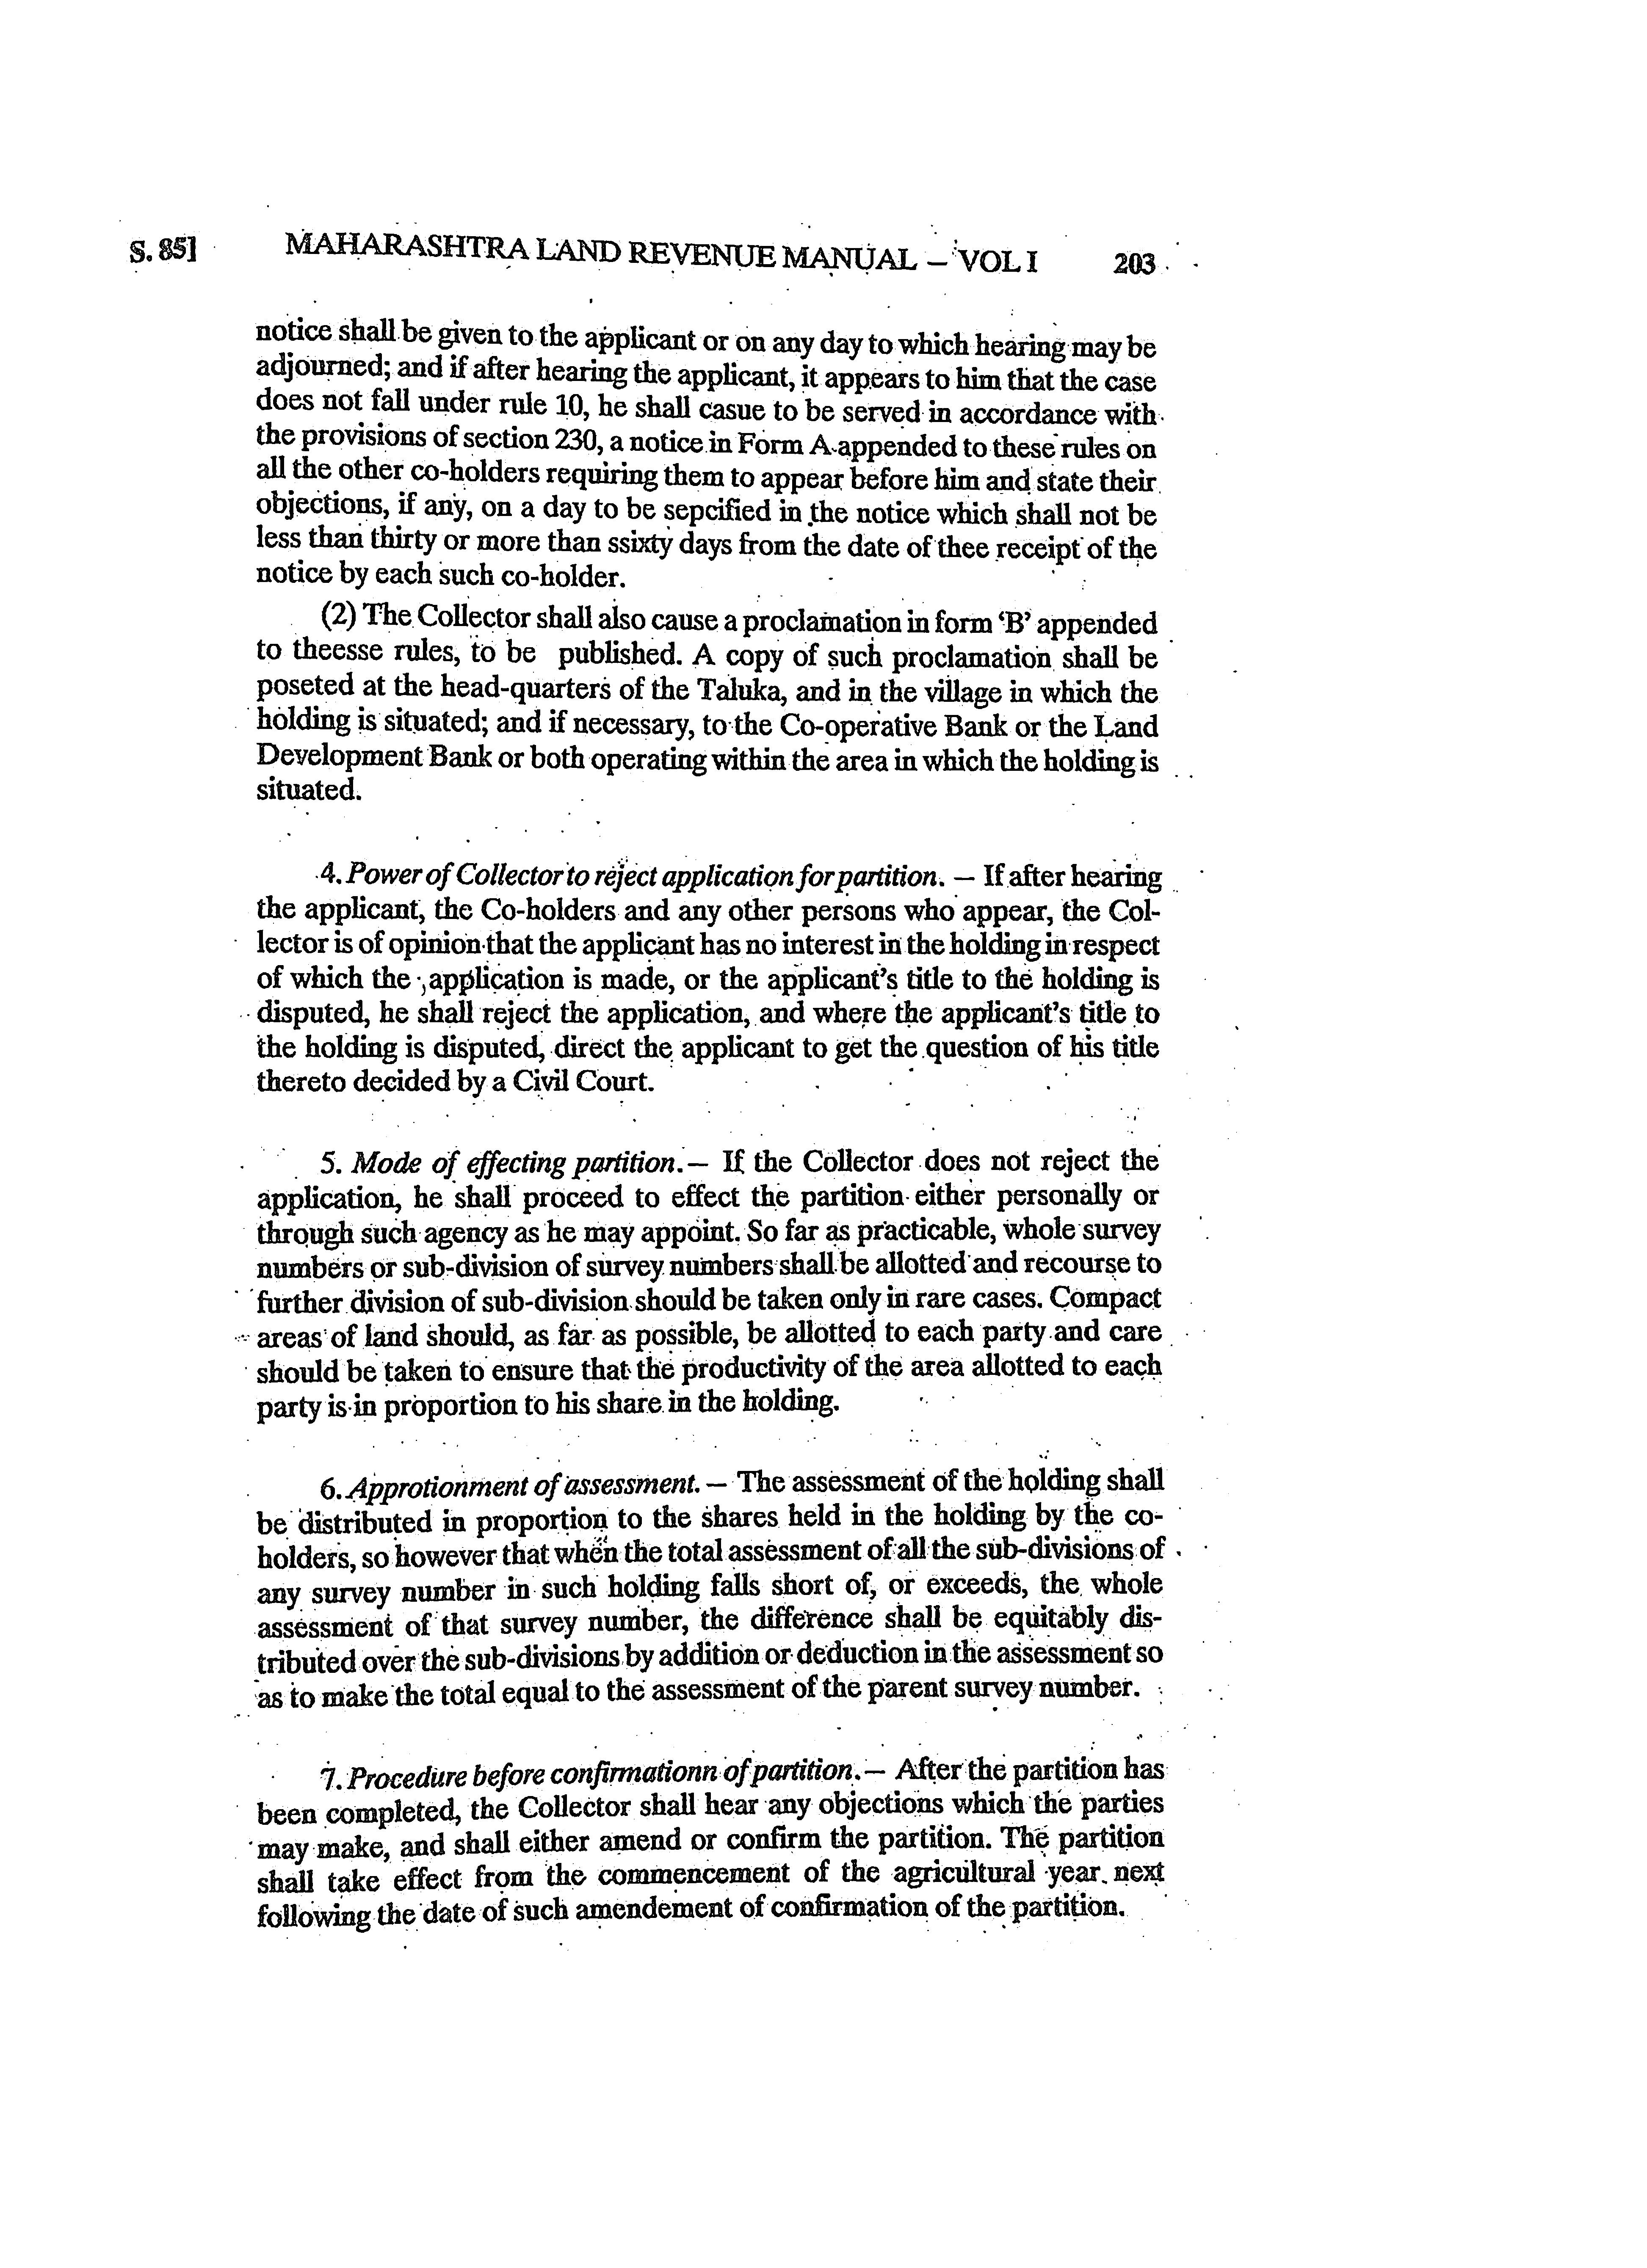 S. 85] MAHARASHTRA LAND REVENUE MANUAL – VOL I 203
notice shall be given to the applicant or on any day to which hearing may be
adjourned; and if after hearing the applicant, it appears to him that the case
does not fall under rule 10, he shall casue to be served in accordance with
the provisions of section 230, a notice in Form A appended to these rules on
all the other co-holders requiring them to appear before him and state their
objections, if any, on a day to be sepcified in the notice which shall not be
less than thirty or more than ssixty days from the date of thee receipt of the
notice by each such co-holder.
(2) The Collector shall also cause a proclamation in form ‘B’ appended
to theesse rules, to be published. A copy of such proclamation shall be
poseted at the head-quarters of the Taluka, and in the village in which the
holding is situated; and if necessary, to the Co-operative Bank or the Land
Development Bank or both operating within the area in which the holding is
situated.
4. Power of Collector to reject application for partition. – If after hearing
the applicant, the Co-holders and any other persons who appear, the Col-
lector is of opinion that the applicant has no interest in the holding in respect
of which the application is made, or the applicant’s title to the holding is
disputed, he shall reject the application, and where the applicant’s title to
the holding is disputed, direct the applicant to get the question of his title
thereto decided by a Civil Court.
5. Mode of effecting partition. – If the Collector does not reject the
application, he shall proceed to effect the partition either personally or
through such agency as he may appoint. So far as practicable, whole survey
numbers or sub-division of survey numbers shall be allotted and recourse to
further division of sub-division should be taken only in rare cases. Compact
areas of land should, as far as possible, be allotted to each party and care
should be taken to ensure that the productivity of the area allotted to each
party is in proportion to his share in the holding.
6. Approtionment of assessment. – The assessment of the holding shall
be distributed in proportion to the shares held in the holding by the co-
holders, so however that when the total assessment of all the sub-divisions of
any survey number in such holding falls short of, or exceeds, the whole
assessment of that survey number, the difference shall be equitably dis-
tributed over the sub-divisions by addition or deduction in the assessment so
as to make the total equal to the assessment of the parent survey number.
7. Procedure before confirmationn of partition. – After the partition has
been completed, the Collector shall hear any objections which the parties
may make, and shall either amend or confirm the partition. The partition
shall take effect from the commencement of the agricultural year next
following the date of such amendement of confirmation of the partition.